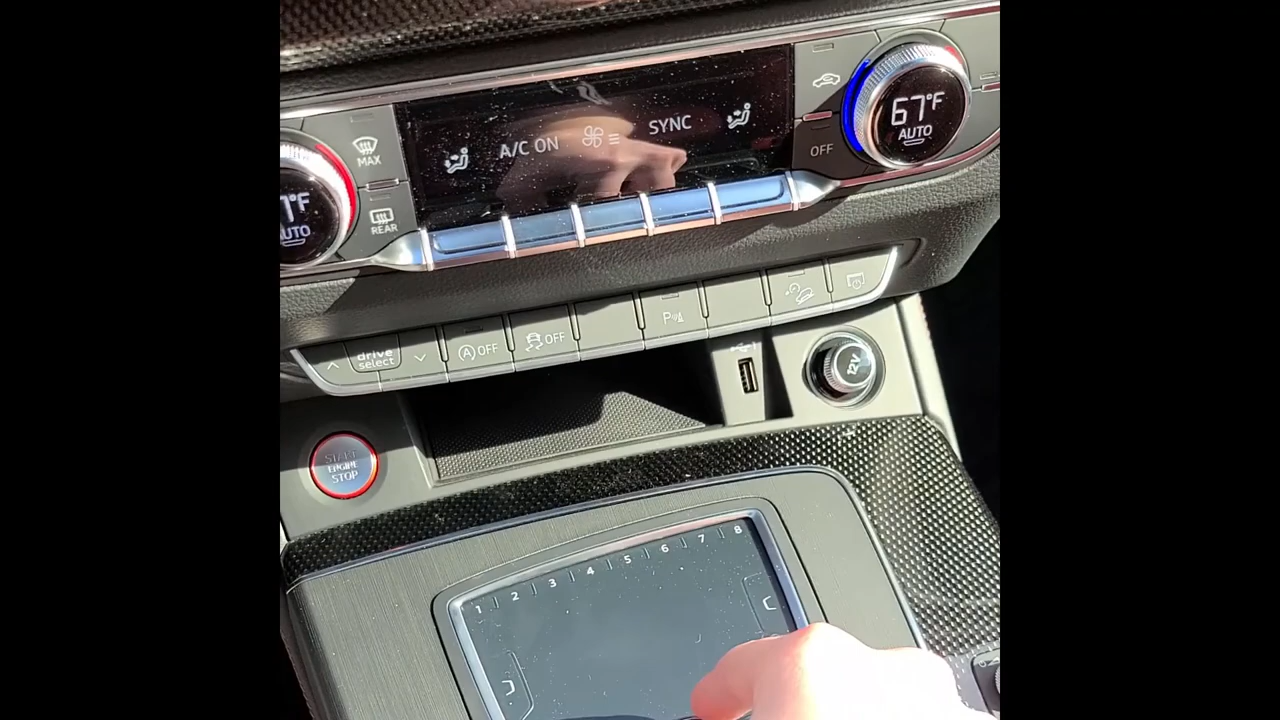 MAX
REAR
A/C ON
SYNC
67°F
AUTO
OFF
drive
select
OFF
OFF
P
12V
START
ENGINE
STOP
1 2 3 4 5 6 7 8